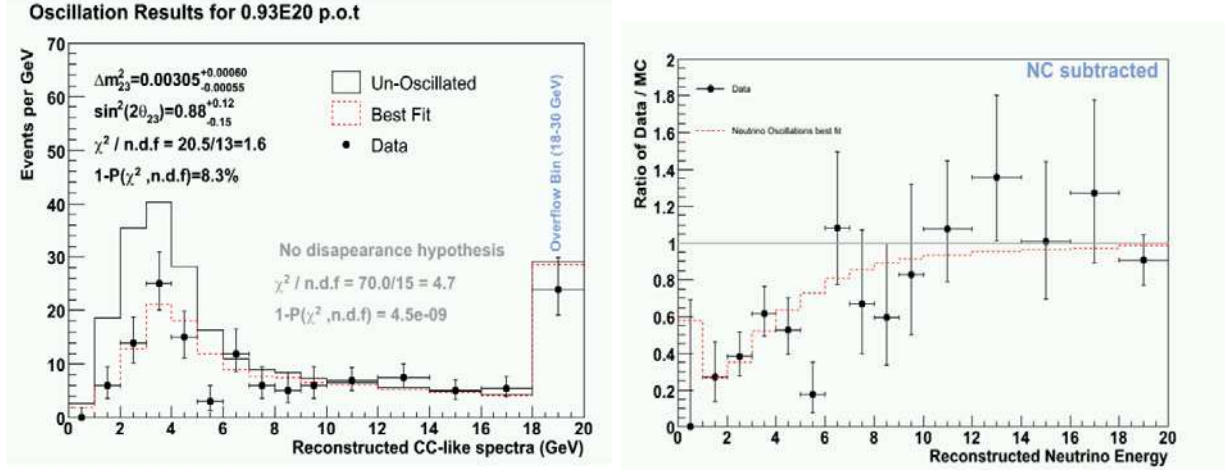 Oscillation Results for 0.93E20 p.o.t
Events per GeV
70
60
50
40
30
20
10
0
Δm²₂₃=0.00305 +0.00060 -0.00055
sin²(2θ₂₃)=0.88 +0.12 -0.15
χ² / n.d.f = 20.5/13=1.6
1-P(χ² ,n.d.f)=8.3%
Un-Oscillated
Best Fit
Data
Overflow Bin (18-30 GeV)
No disapearance hypothesis
χ² / n.d.f = 70.0/15 = 4.7
1-P(χ² ,n.d.f) = 4.5e-09
0 2 4 6 8 10 12 14 16 18 20
Reconstructed CC-like spectra (GeV)
Ratio of Data / MC
2
1.8
1.6
1.4
1.2
1
0.8
0.6
0.4
0.2
0
NC subtracted
Data
Neutrino Oscillations best fit
0 2 4 6 8 10 12 14 16 18 20
Reconstructed Neutrino Energy